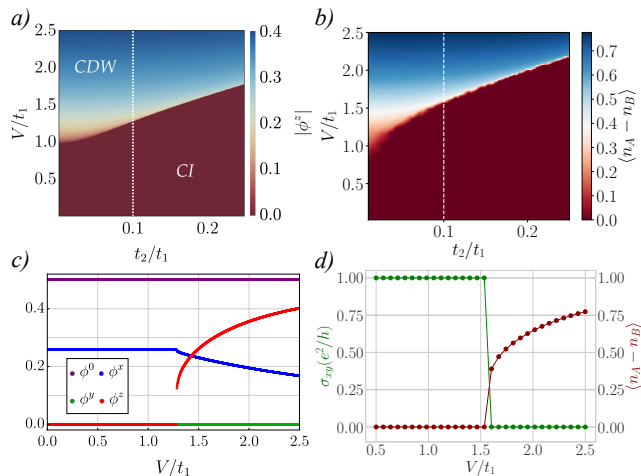 a)
V/t₁
2.5
2.0
1.5
1.0
0.5
CDW
CI
0.1
0.2
t₂/t₁
0.4
0.3
0.2
0.1
0.0
|ϕᶻ|
b)
V/t₁
2.5
2.0
1.5
1.0
0.5
0.1
0.2
t₂/t₁
0.7
0.6
0.5
0.4
0.3
0.2
0.1
0.0
⟨n_A − n_B⟩
c)
0.4
0.2
0.0
ϕ⁰ ϕˣ
ϕʸ ϕᶻ
0.0 0.5 1.0 1.5 2.0 2.5
V/t₁
d)
σ_xy(e²/h)
1.00
0.75
0.50
0.25
0.00
1.00
0.75
0.50
0.25
0.00
⟨n_A − n_B⟩
0.5 1.0 1.5 2.0 2.5
V/t₁